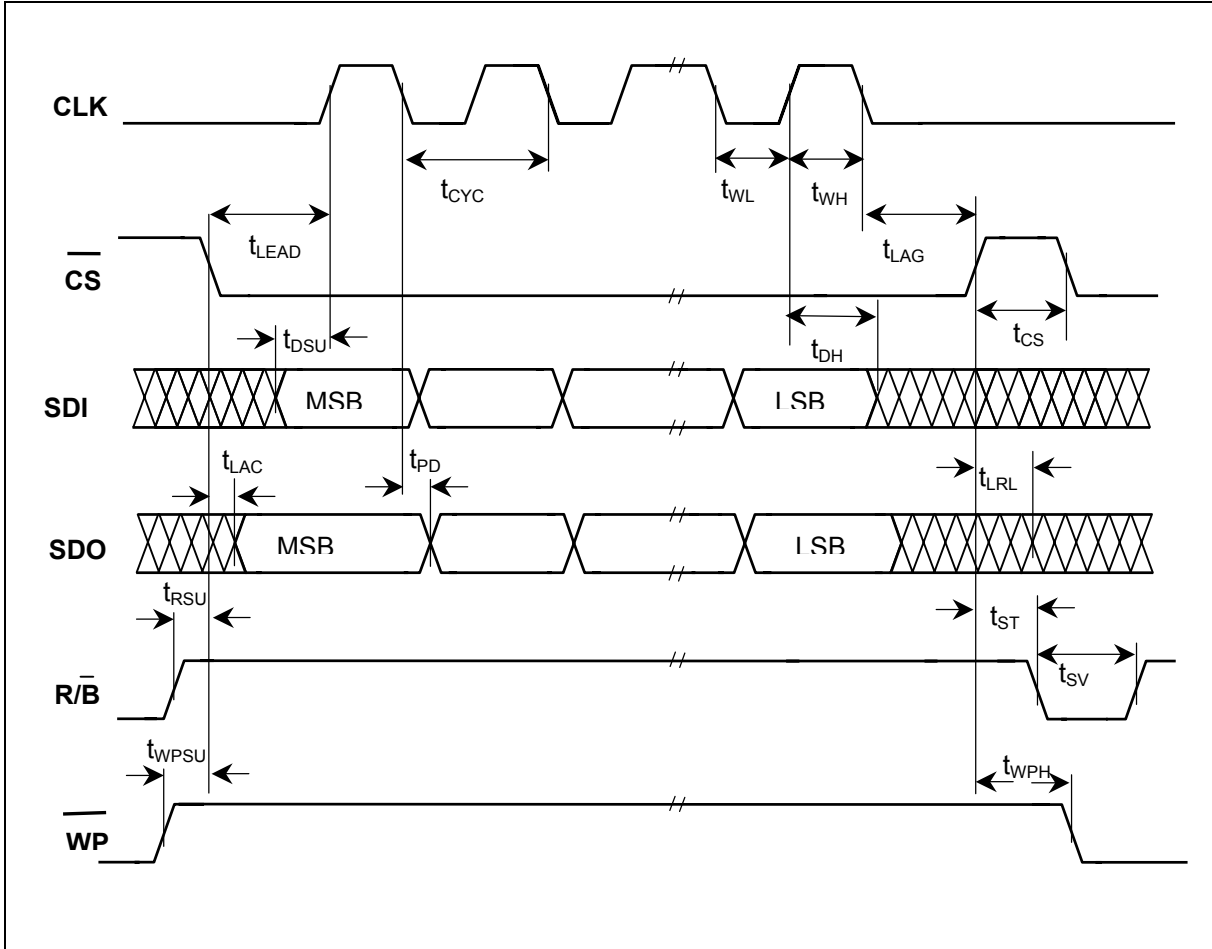 CLK
tCYC
tWL
tWH
tLEAD
tLAG
CS
tDSU
tDH
tCS
SDI
MSB
LSB
tLAC
tPD
tLRL
SDO
MSB
LSB
tRSU
tST
R/B
tSV
tWPSU
tWPH
WP